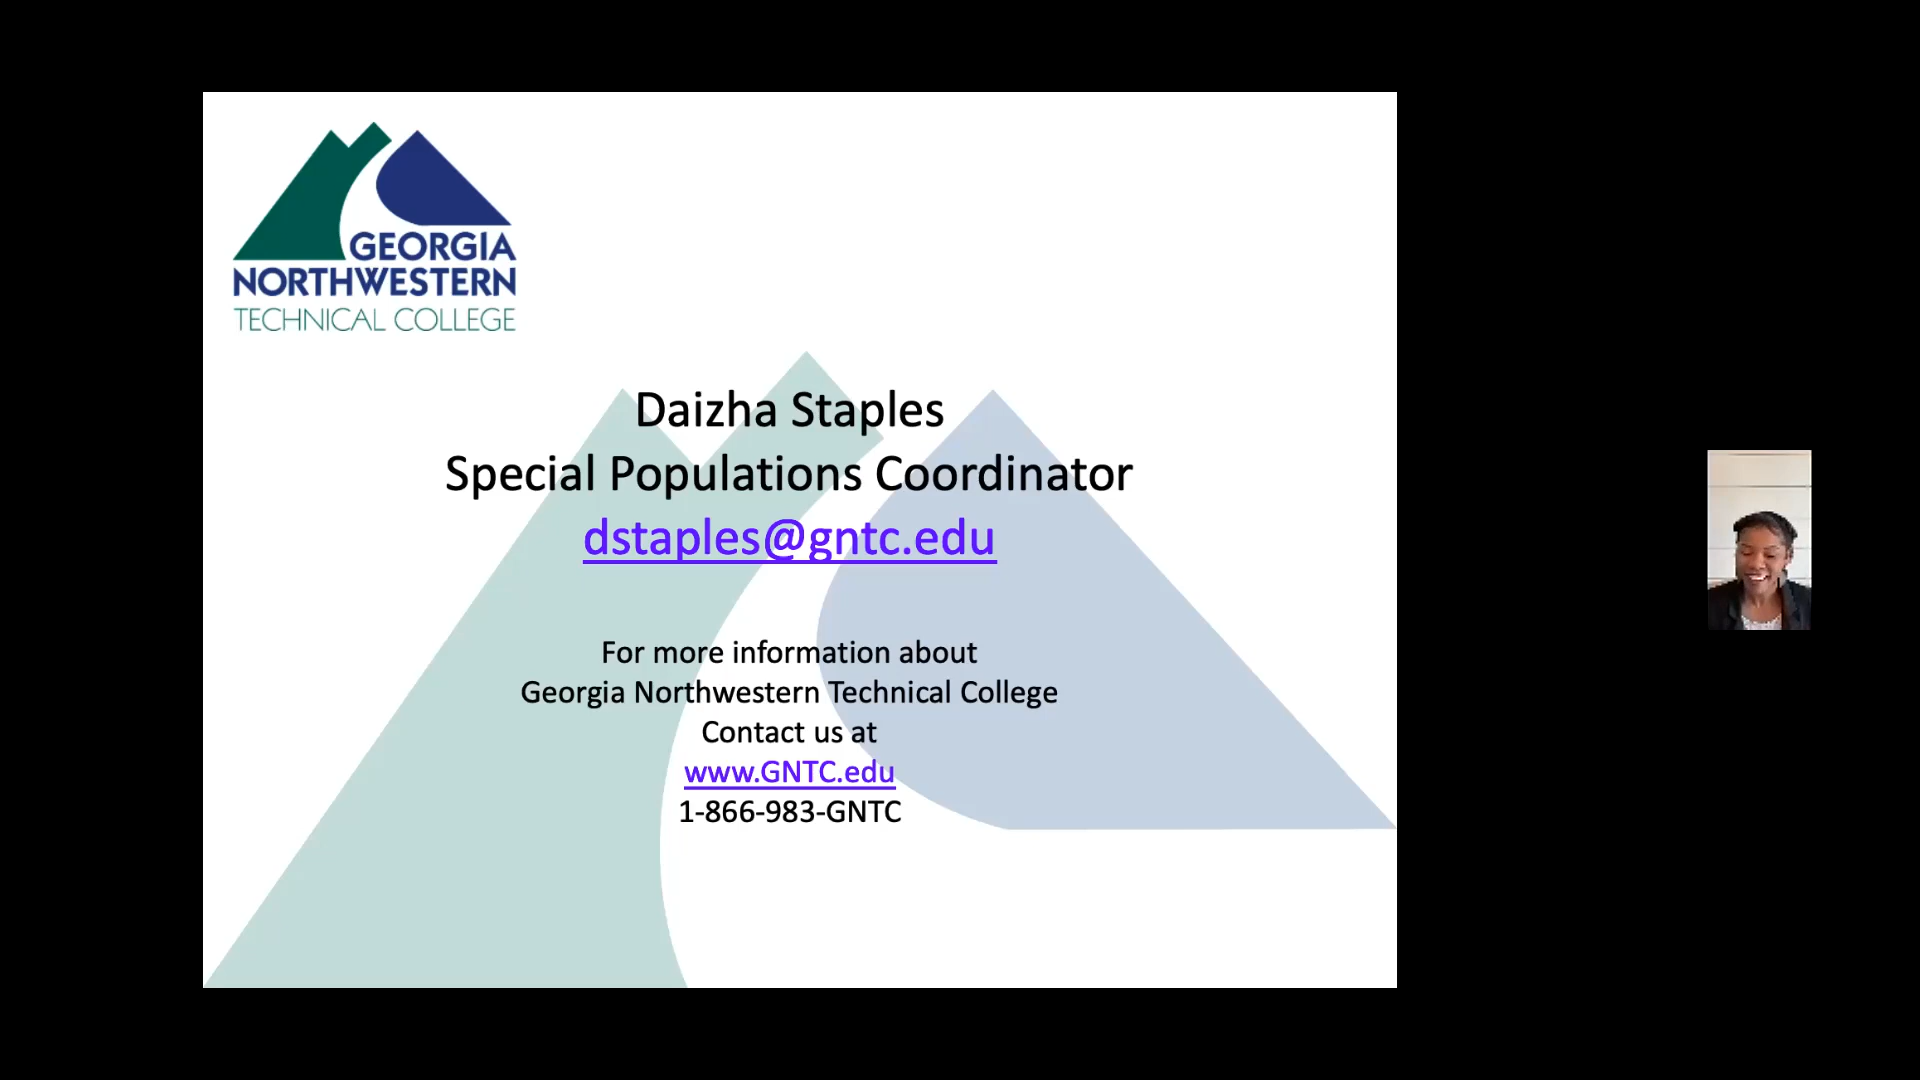 GEORGIA
NORTHWESTERN
TECHNICAL COLLEGE
Daizha Staples
Special Populations Coordinator
dstaples@gntc.edu
For more information about
Georgia Northwestern Technical College
Contact us at
www.GNTC.edu
1-866-983-GNTC